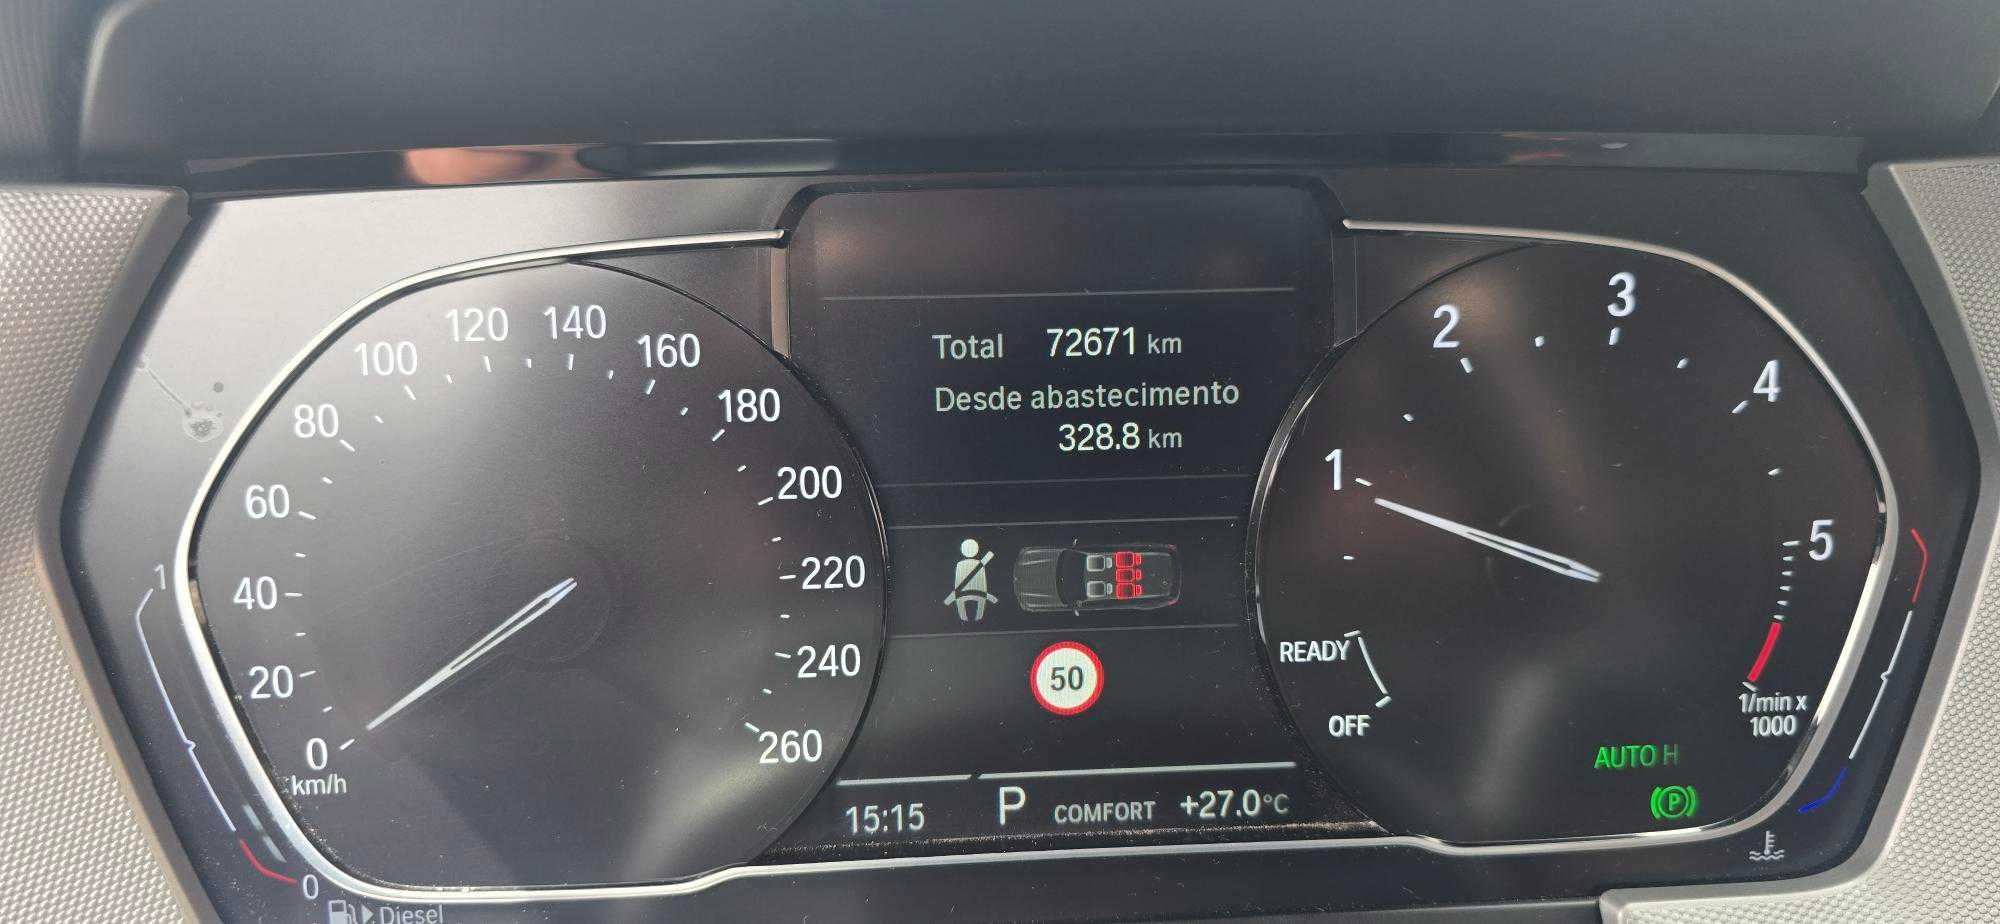 Total 72671 km
Desde abastecimento
328.8 km
0
20
40
60
80
100
120
140
160
180
200
220
240
260
km/h
1
2
3
4
5
1/min x
1000
READY
OFF
50
AUTO H
P
15:15 P COMFORT +27.0°C
1
0
Diesel